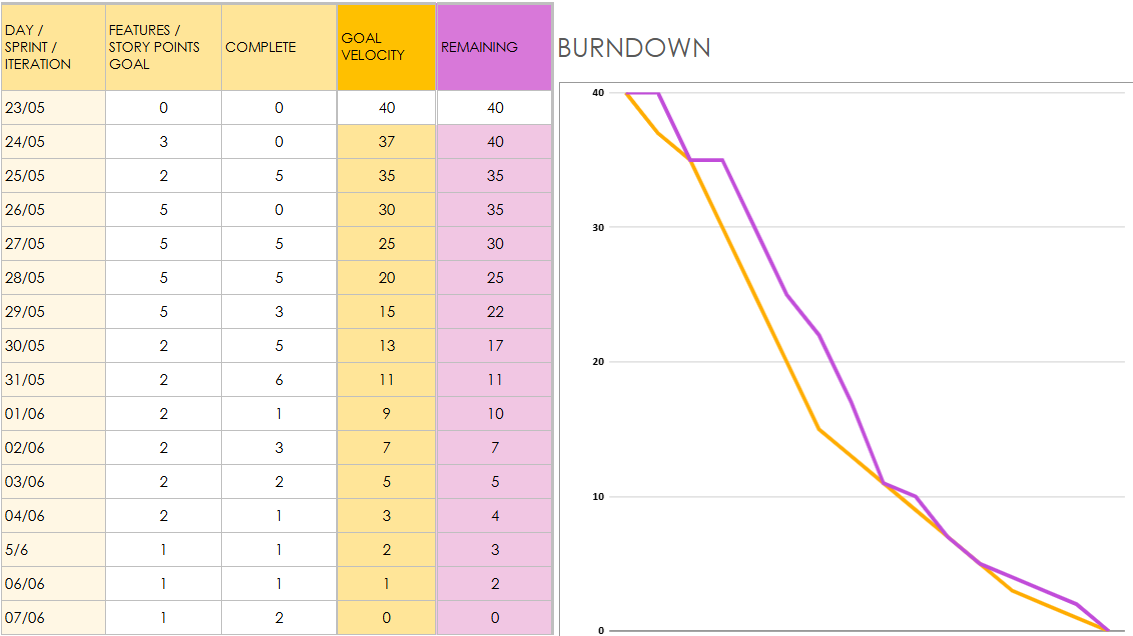 DAY /
SPRINT /
ITERATION
FEATURES /
STORY POINTS
GOAL
COMPLETE
GOAL
VELOCITY
REMAINING
23/05 0 0 40 40
24/05 3 0 37 40
25/05 2 5 35 35
26/05 5 0 30 35
27/05 5 5 25 30
28/05 5 5 20 25
29/05 5 3 15 22
30/05 2 5 13 17
31/05 2 6 11 11
01/06 2 1 9 10
02/06 2 3 7 7
03/06 2 2 5 5
04/06 2 1 3 4
5/6 1 1 2 3
06/06 1 1 1 2
07/06 1 2 0 0
BURNDOWN
40
30
20
10
0